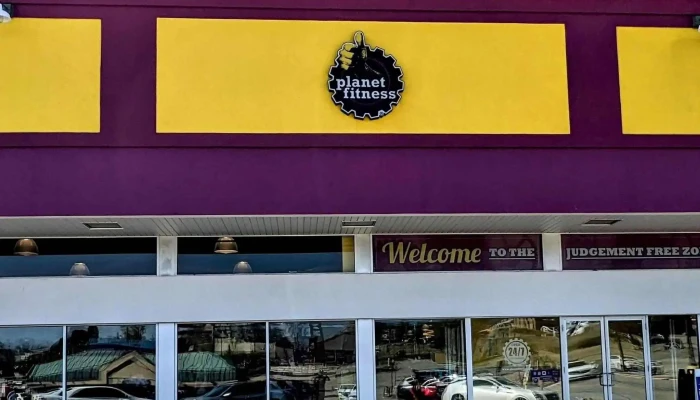 planet
fitness
Welcome TO THE JUDGEMENT FREE ZO
24/7